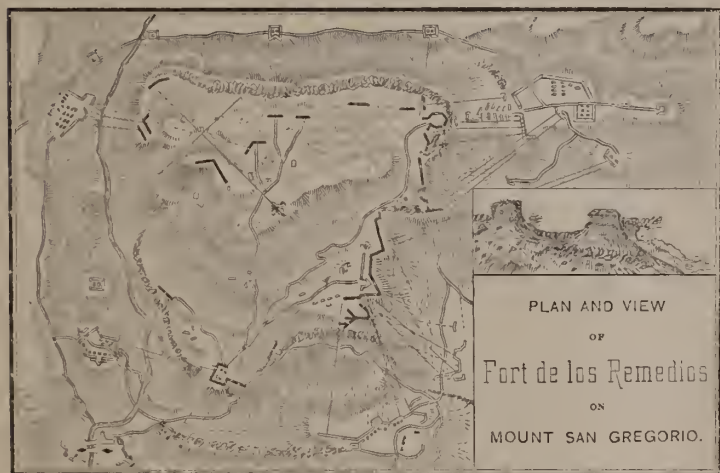 PLAN AND VIEW
OF
Fort de los Remedios
ON
MOUNT SAN GREGORIO.